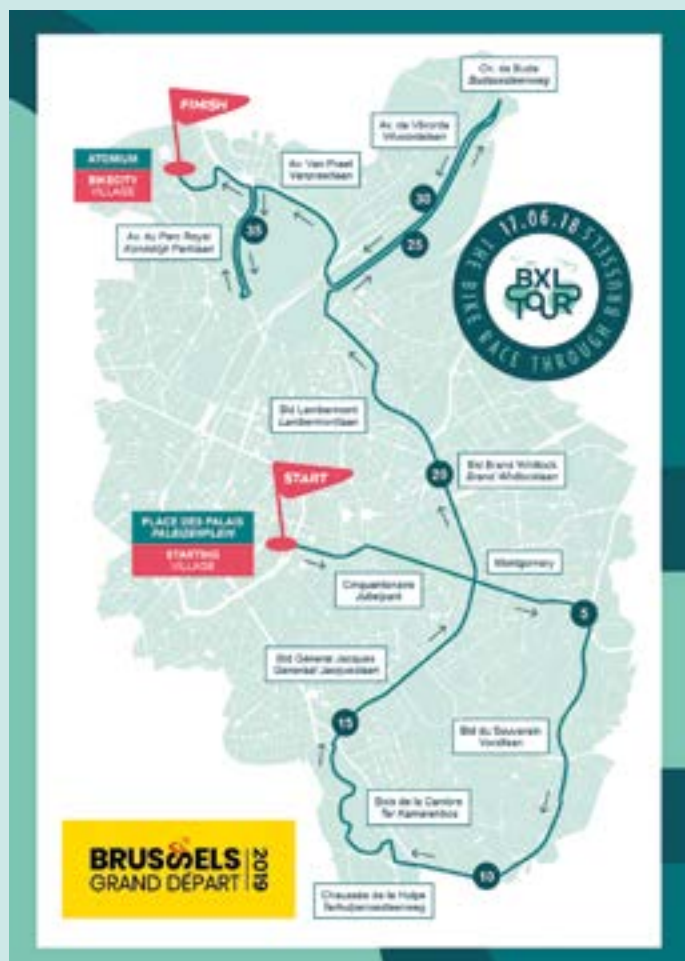 Ch. de Buda
Budasesteenweg
Av. de Vilvorde
Vilvoordelaan
FINISH
Av. Van Praet
Vanpraetlaan
ATOMIUM
BIKECITY
VILLAGE
30
25
35
Av. du Parc Royal
Koninklijk Parklaan
17.06.18
THE BIKE RACE THROUGH BRUSSELS
BXL
TOUR
Bld Lambermont
Lambermontlaan
20
Bld Brand Whitlock
Brand Whitlocklaan
START
PLACE DES PALAIS
PALEIZENPLEIN
STARTING
VILLAGE
Montgomery
Cinquantenaire
Jubelpark
5
Bld Général Jacques
Generaal Jacqueslaan
15
Bld du Souverain
Vorstlaan
Bois de la Cambre
Ter Kamerenbos
10
Chaussée de la Hulpe
Terhulpensesteenweg
BRUSSELS
GRAND DÉPART
2019